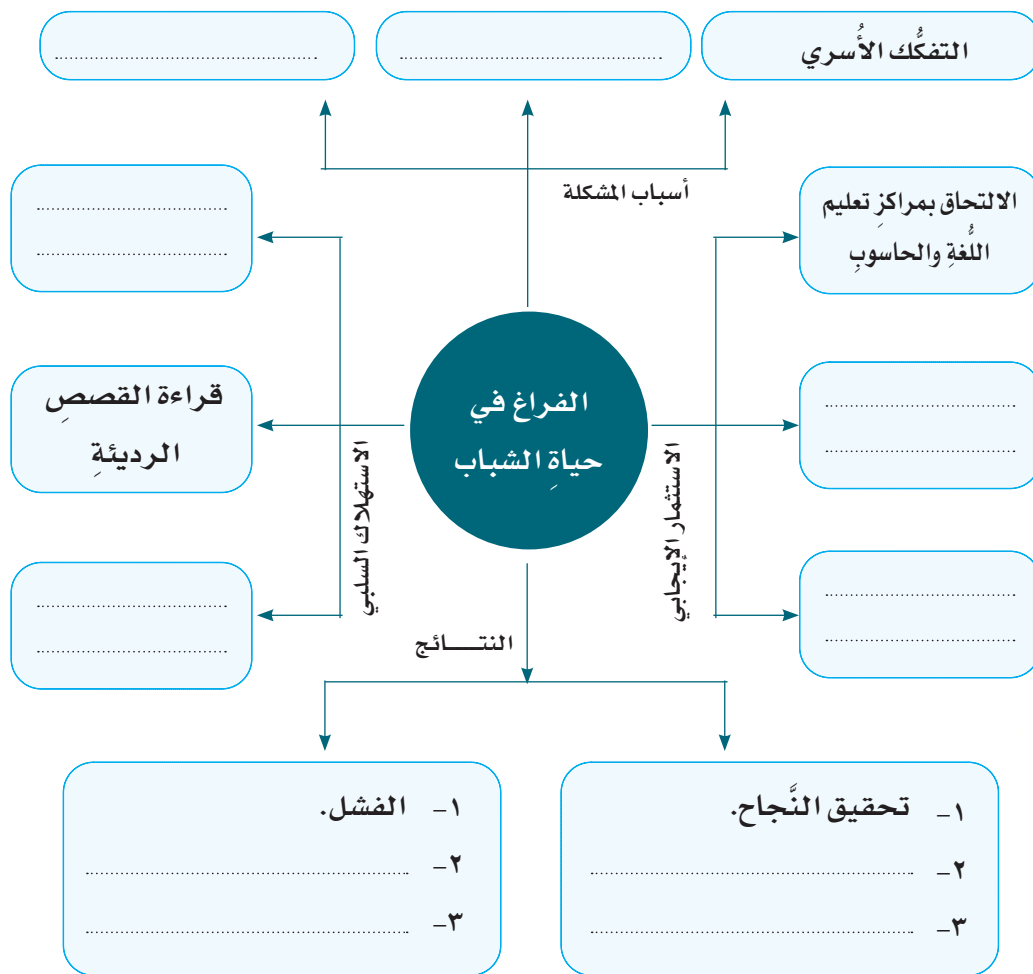 التفكُّك الأُسري
أسباب المشكلة
الالتحاق بمراكزِ تعليم
اللُّغةِ والحاسوبِ
الفراغ في
حياةِ الشباب
الاستثمار الإيجابي
الاستهلاك السلبي
قراءة القصصِ
الرديئةِ
النتـــــائج
١- تحقيق النَّجاح.
٢-
٣-
١- الفشل.
٢-
٣-